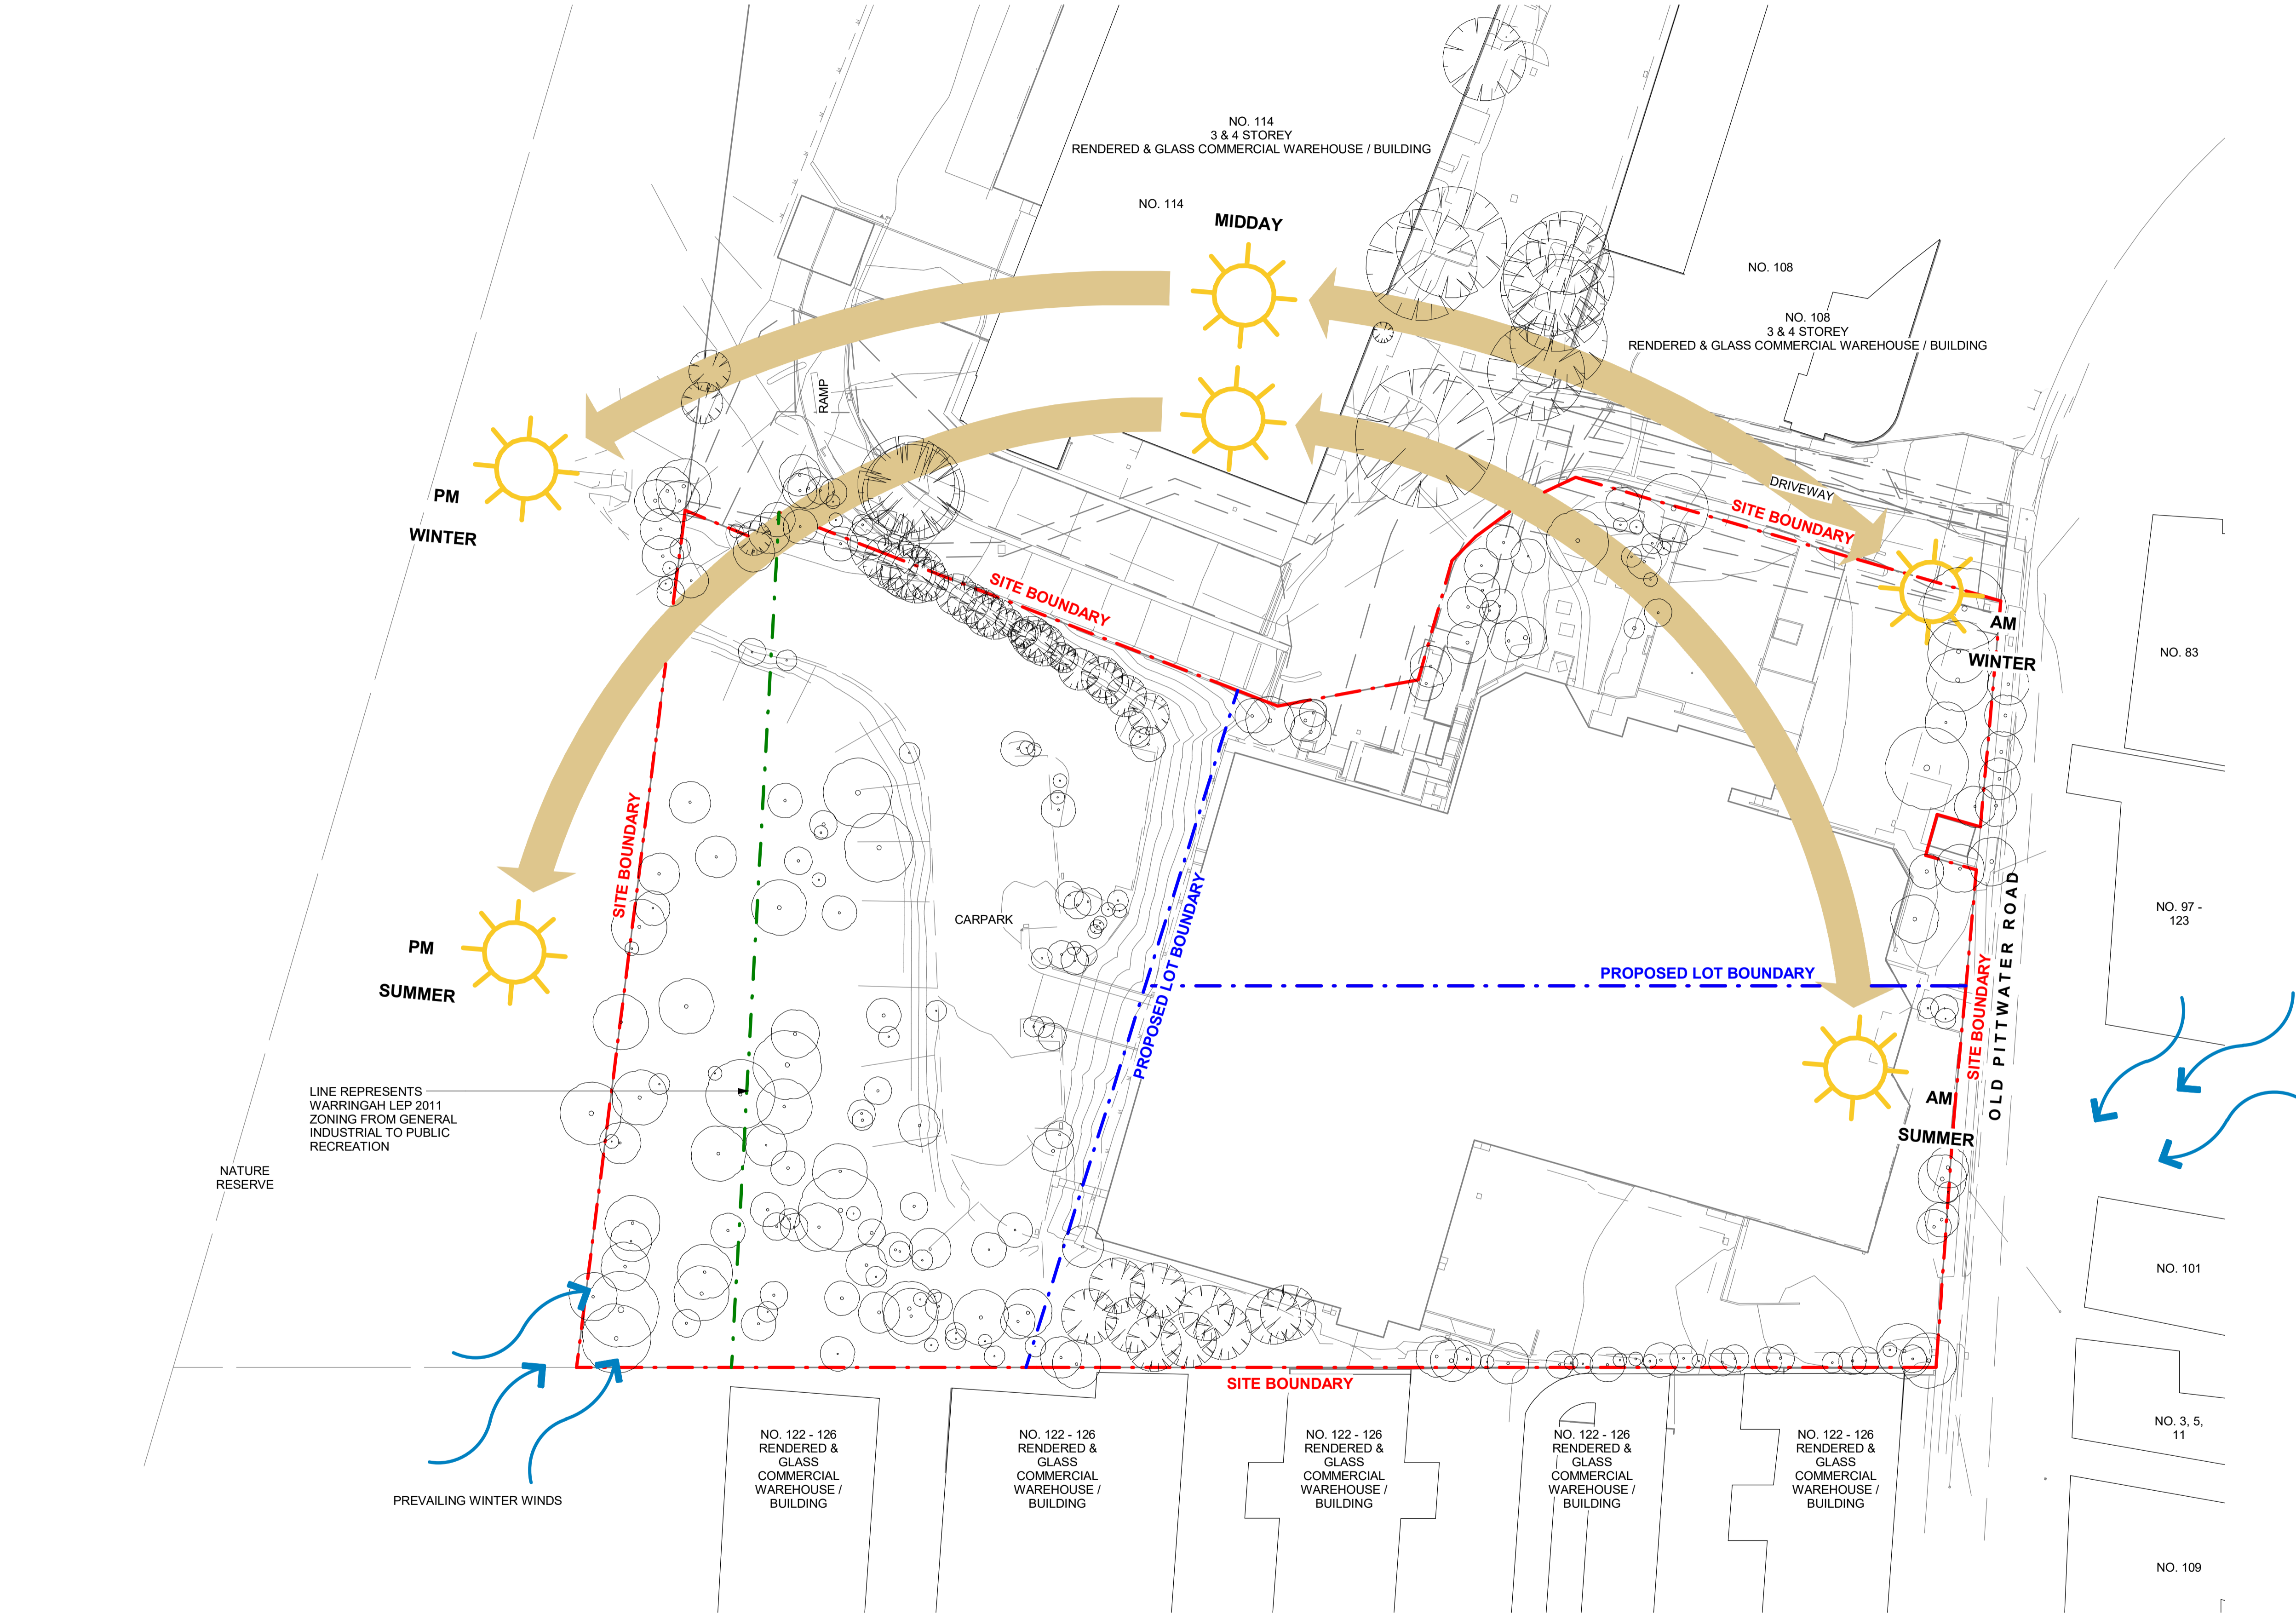 NO. 114
3 & 4 STOREY
RENDERED & GLASS COMMERCIAL WAREHOUSE / BUILDING
NO. 114
MIDDAY
NO. 108
NO. 108
3 & 4 STOREY
RENDERED & GLASS COMMERCIAL WAREHOUSE / BUILDING
RAMP
DRIVEWAY
SITE BOUNDARY
PM
WINTER
SITE BOUNDARY
AM
WINTER
NO. 83
SITE BOUNDARY
CARPARK
PROPOSED LOT BOUNDARY
PROPOSED LOT BOUNDARY
SITE BOUNDARY
OLD PITTWATER ROAD
NO. 97 -
123
PM
SUMMER
AM
SUMMER
LINE REPRESENTS
WARRINGAH LEP 2011
ZONING FROM GENERAL
INDUSTRIAL TO PUBLIC
RECREATION
NATURE
RESERVE
NO. 101
SITE BOUNDARY
NO. 3, 5,
11
NO. 122 - 126
RENDERED &
GLASS
COMMERCIAL
WAREHOUSE /
BUILDING
NO. 122 - 126
RENDERED &
GLASS
COMMERCIAL
WAREHOUSE /
BUILDING
NO. 122 - 126
RENDERED &
GLASS
COMMERCIAL
WAREHOUSE /
BUILDING
NO. 122 - 126
RENDERED &
GLASS
COMMERCIAL
WAREHOUSE /
BUILDING
NO. 122 - 126
RENDERED &
GLASS
COMMERCIAL
WAREHOUSE /
BUILDING
PREVAILING WINTER WINDS
NO. 109